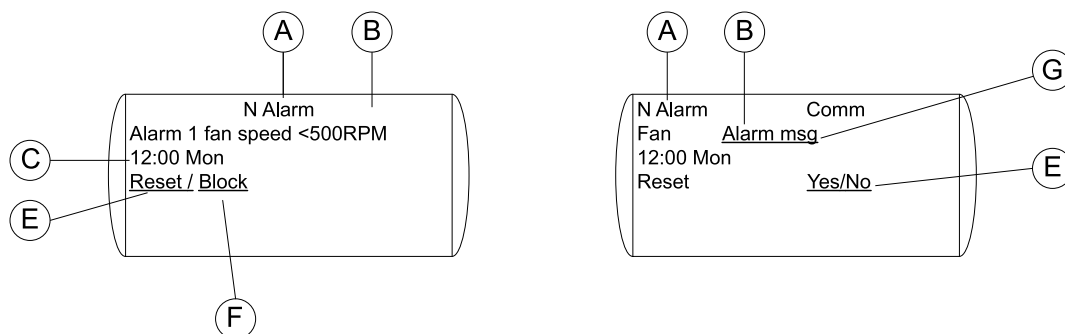 A
B
N Alarm
Alarm 1 fan speed <500RPM
C
12:00 Mon
Reset / Block
E
F
A
B
G
N Alarm Comm
Fan Alarm msg
12:00 Mon
Reset Yes/No
E